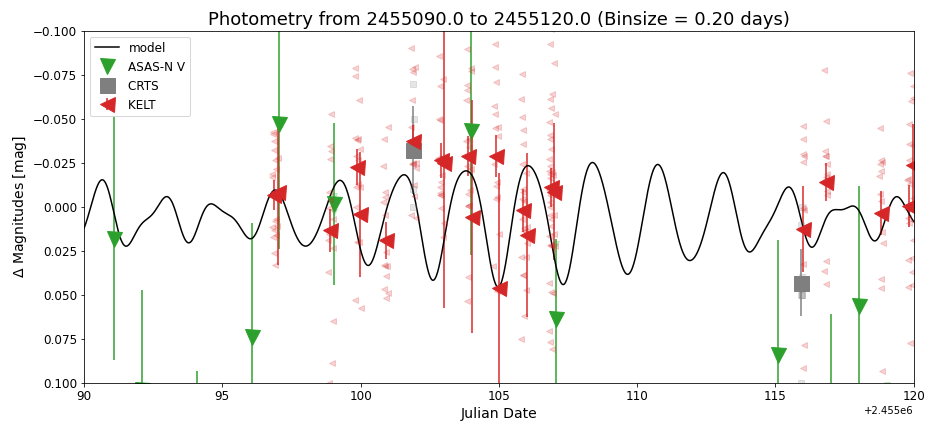 Photometry from 2455090.0 to 2455120.0 (Binsize = 0.20 days)
−0.100
−0.075
−0.050
−0.025
0.000
0.025
0.050
0.075
0.100
Δ Magnitudes [mag]
model
ASAS-N V
CRTS
KELT
90
95
100
105
110
115
120
Julian Date
+2.455e6